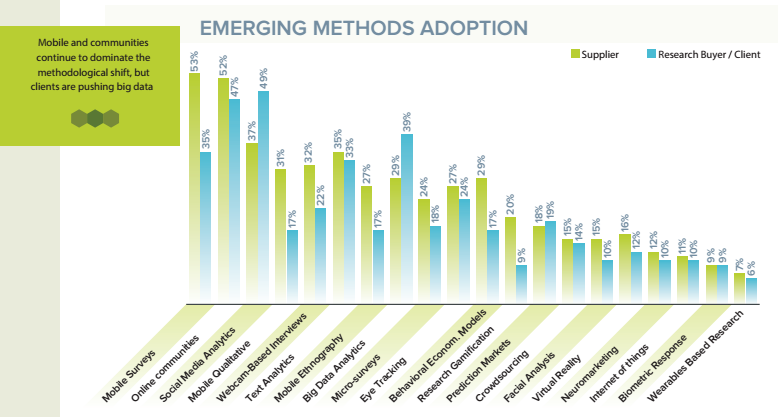 EMERGING METHODS ADOPTION
Mobile and communities
continue to dominate the
methodological shift, but
clients are pushing big data
Supplier
Research Buyer / Client
53%
35%
52%
47%
37%
49%
31%
17%
32%
22%
35%
33%
27%
17%
29%
39%
24%
18%
27%
24%
29%
17%
20%
9%
18%
19%
15%
14%
15%
10%
16%
12%
12%
10%
11%
10%
9%
9%
7%
6%
Mobile Surveys
Online communities
Social Media Analytics
Mobile Qualitative
Webcam-Based Interviews
Text Analytics
Mobile Ethnography
Big Data Analytics
Micro-surveys
Eye Tracking
Behavioral Econom. Models
Research Gamification
Prediction Markets
Crowdsourcing
Facial Analysis
Virtual Reality
Neuromarketing
Internet of things
Biometric Response
Wearables Based Research